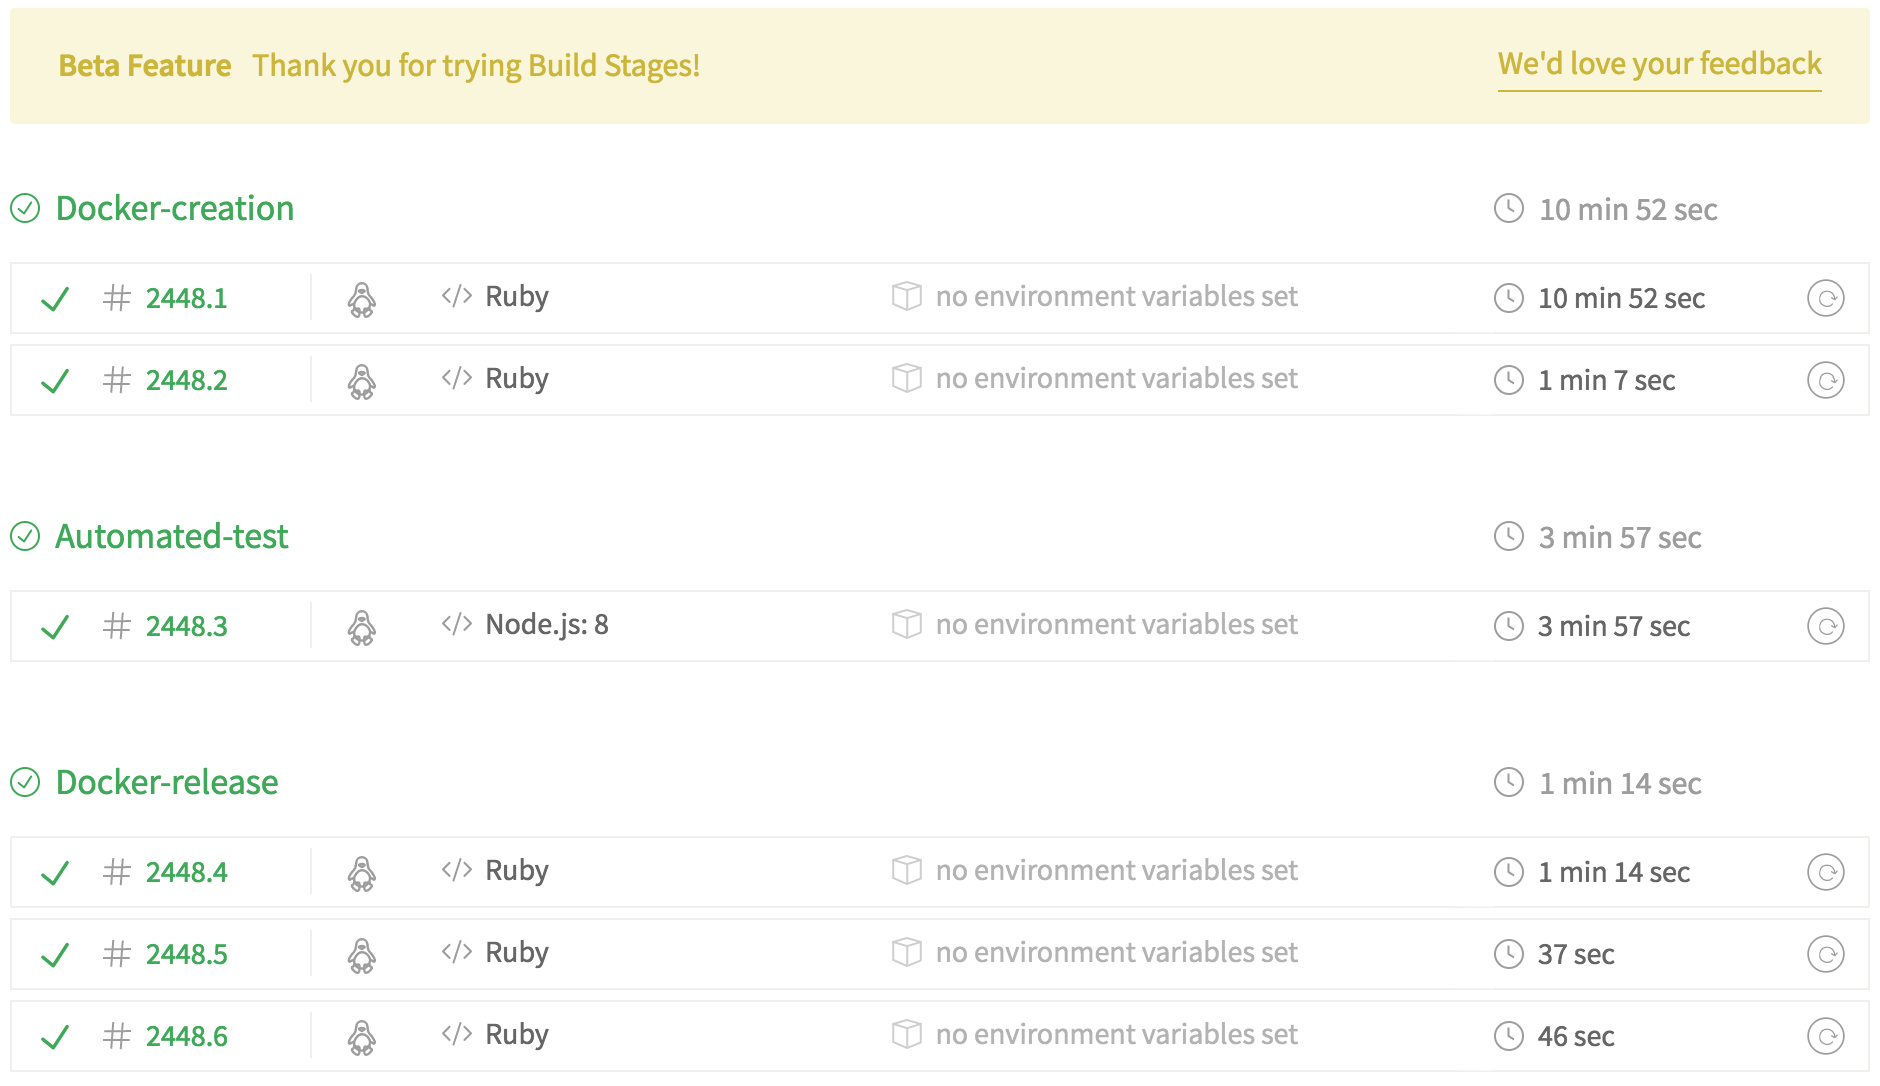 Beta Feature Thank you for trying Build Stages! We'd love your feedback
Docker-creation 10 min 52 sec
# 2448.1 </> Ruby no environment variables set 10 min 52 sec
# 2448.2 </> Ruby no environment variables set 1 min 7 sec
Automated-test 3 min 57 sec
# 2448.3 </> Node.js: 8 no environment variables set 3 min 57 sec
Docker-release 1 min 14 sec
# 2448.4 </> Ruby no environment variables set 1 min 14 sec
# 2448.5 </> Ruby no environment variables set 37 sec
# 2448.6 </> Ruby no environment variables set 46 sec